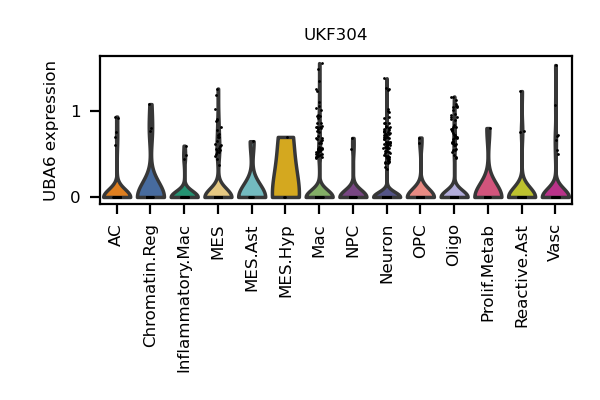 UKF304
UBA6 expression
1
0
AC
Chromatin.Reg
Inflammatory.Mac
MES
MES.Ast
MES.Hyp
Mac
NPC
Neuron
OPC
Oligo
Prolif.Metab
Reactive.Ast
Vasc